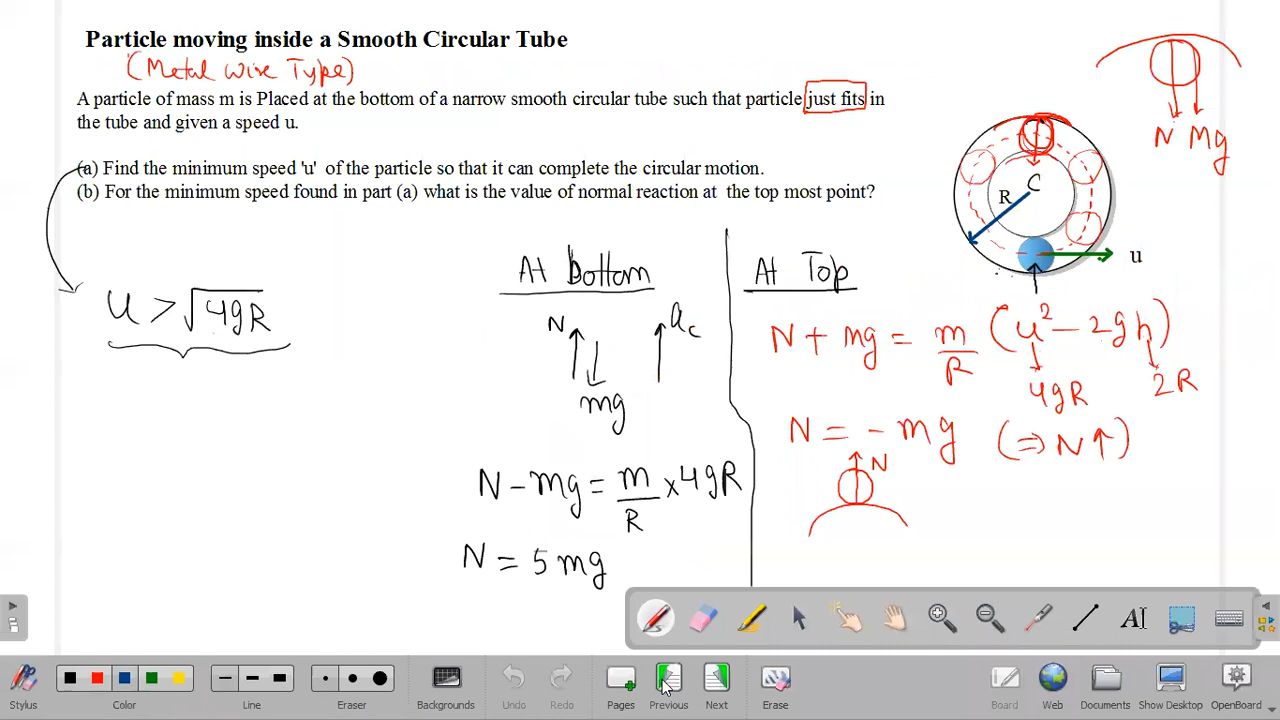 Particle moving inside a Smooth Circular Tube
(Metal Wire Type)
A particle of mass m is Placed at the bottom of a narrow smooth circular tube such that particle just fits in
the tube and given a speed u.
(a) Find the minimum speed 'u' of the particle so that it can complete the circular motion.
(b) For the minimum speed found in part (a) what is the value of normal reaction at the top most point?
N mg
C
R
u
u > √4gR
At bottom
N
ac
mg
N - mg = m/R × 4gR
N = 5 mg
At Top
N + mg = m/R (u² - 2gh)
4gR
2R
N = - mg (⇒ N ↑)
N
Stylus
Color
Line
Eraser
Backgrounds
Undo
Redo
Pages
Previous
Next
Erase
Board
Web
Documents
Show Desktop
OpenBoard
AI